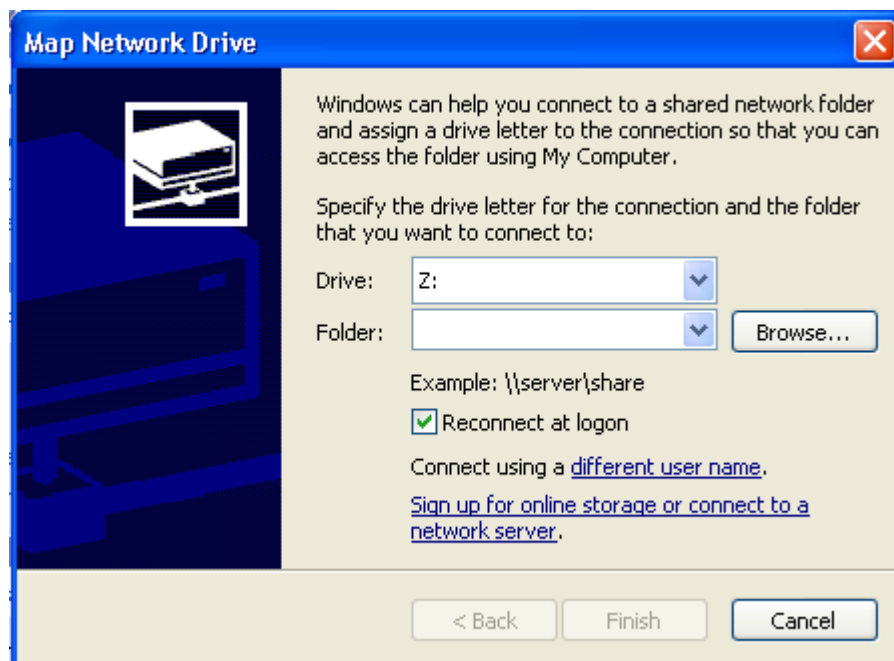 Map Network Drive
Windows can help you connect to a shared network folder
and assign a drive letter to the connection so that you can
access the folder using My Computer.
Specify the drive letter for the connection and the folder
that you want to connect to:
Drive: Z:
Folder: Browse...
Example: \\server\share
Reconnect at logon
Connect using a different user name.
Sign up for online storage or connect to a
network server.
< Back Finish Cancel